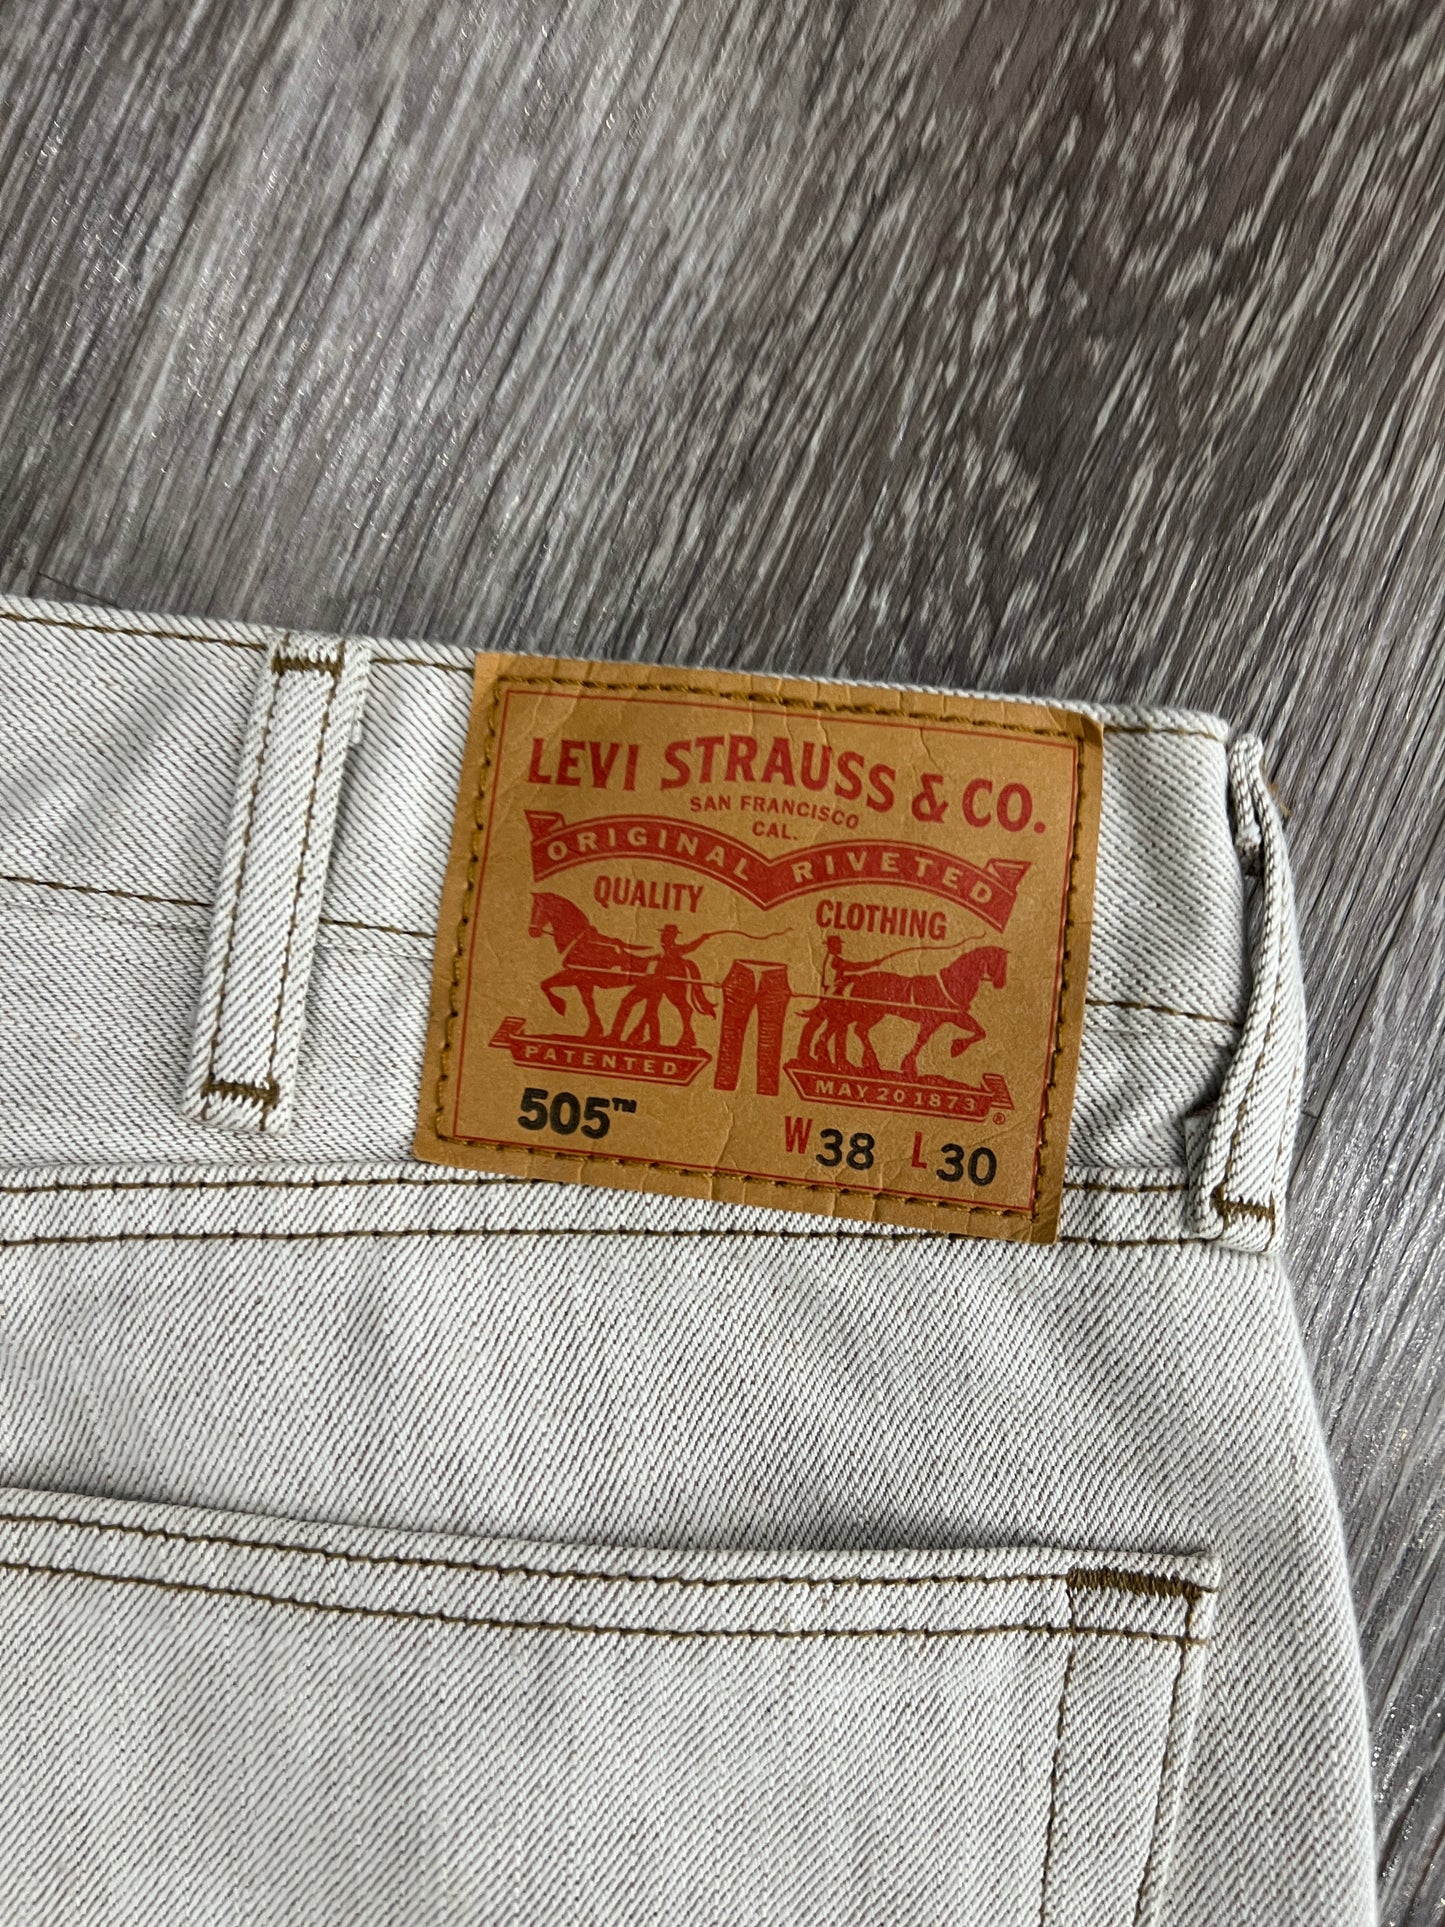 LEVI STRAUSS & CO.
SAN FRANCISCO
CAL.
ORIGINAL RIVETED
QUALITY CLOTHING
PATENTED MAY 20 1873 ®
505™ W38 L30